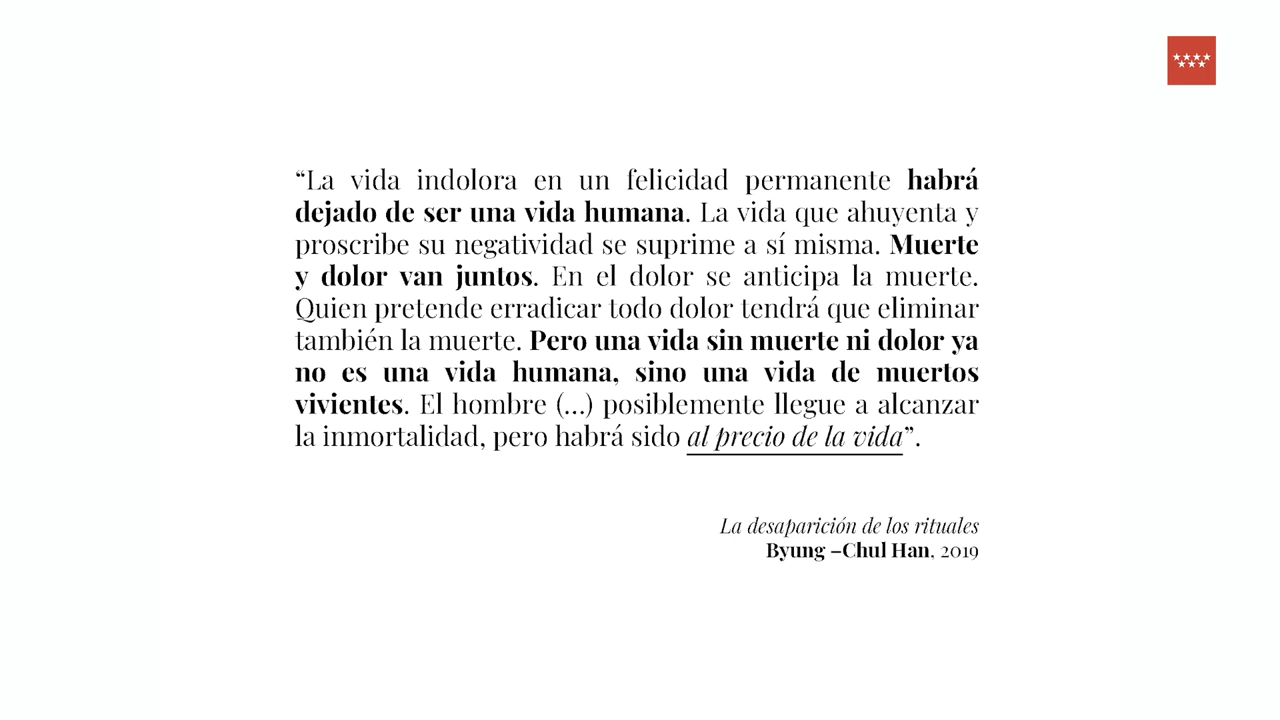 “La vida indolora en un felicidad permanente habrá
dejado de ser una vida humana. La vida que ahuyenta y
proscribe su negatividad se suprime a sí misma. Muerte
y dolor van juntos. En el dolor se anticipa la muerte.
Quien pretende erradicar todo dolor tendrá que eliminar
también la muerte. Pero una vida sin muerte ni dolor ya
no es una vida humana, sino una vida de muertos
vivientes. El hombre (...) posiblemente llegue a alcanzar
la inmortalidad, pero habrá sido al precio de la vida”.
La desaparición de los rituales
Byung –Chul Han, 2019